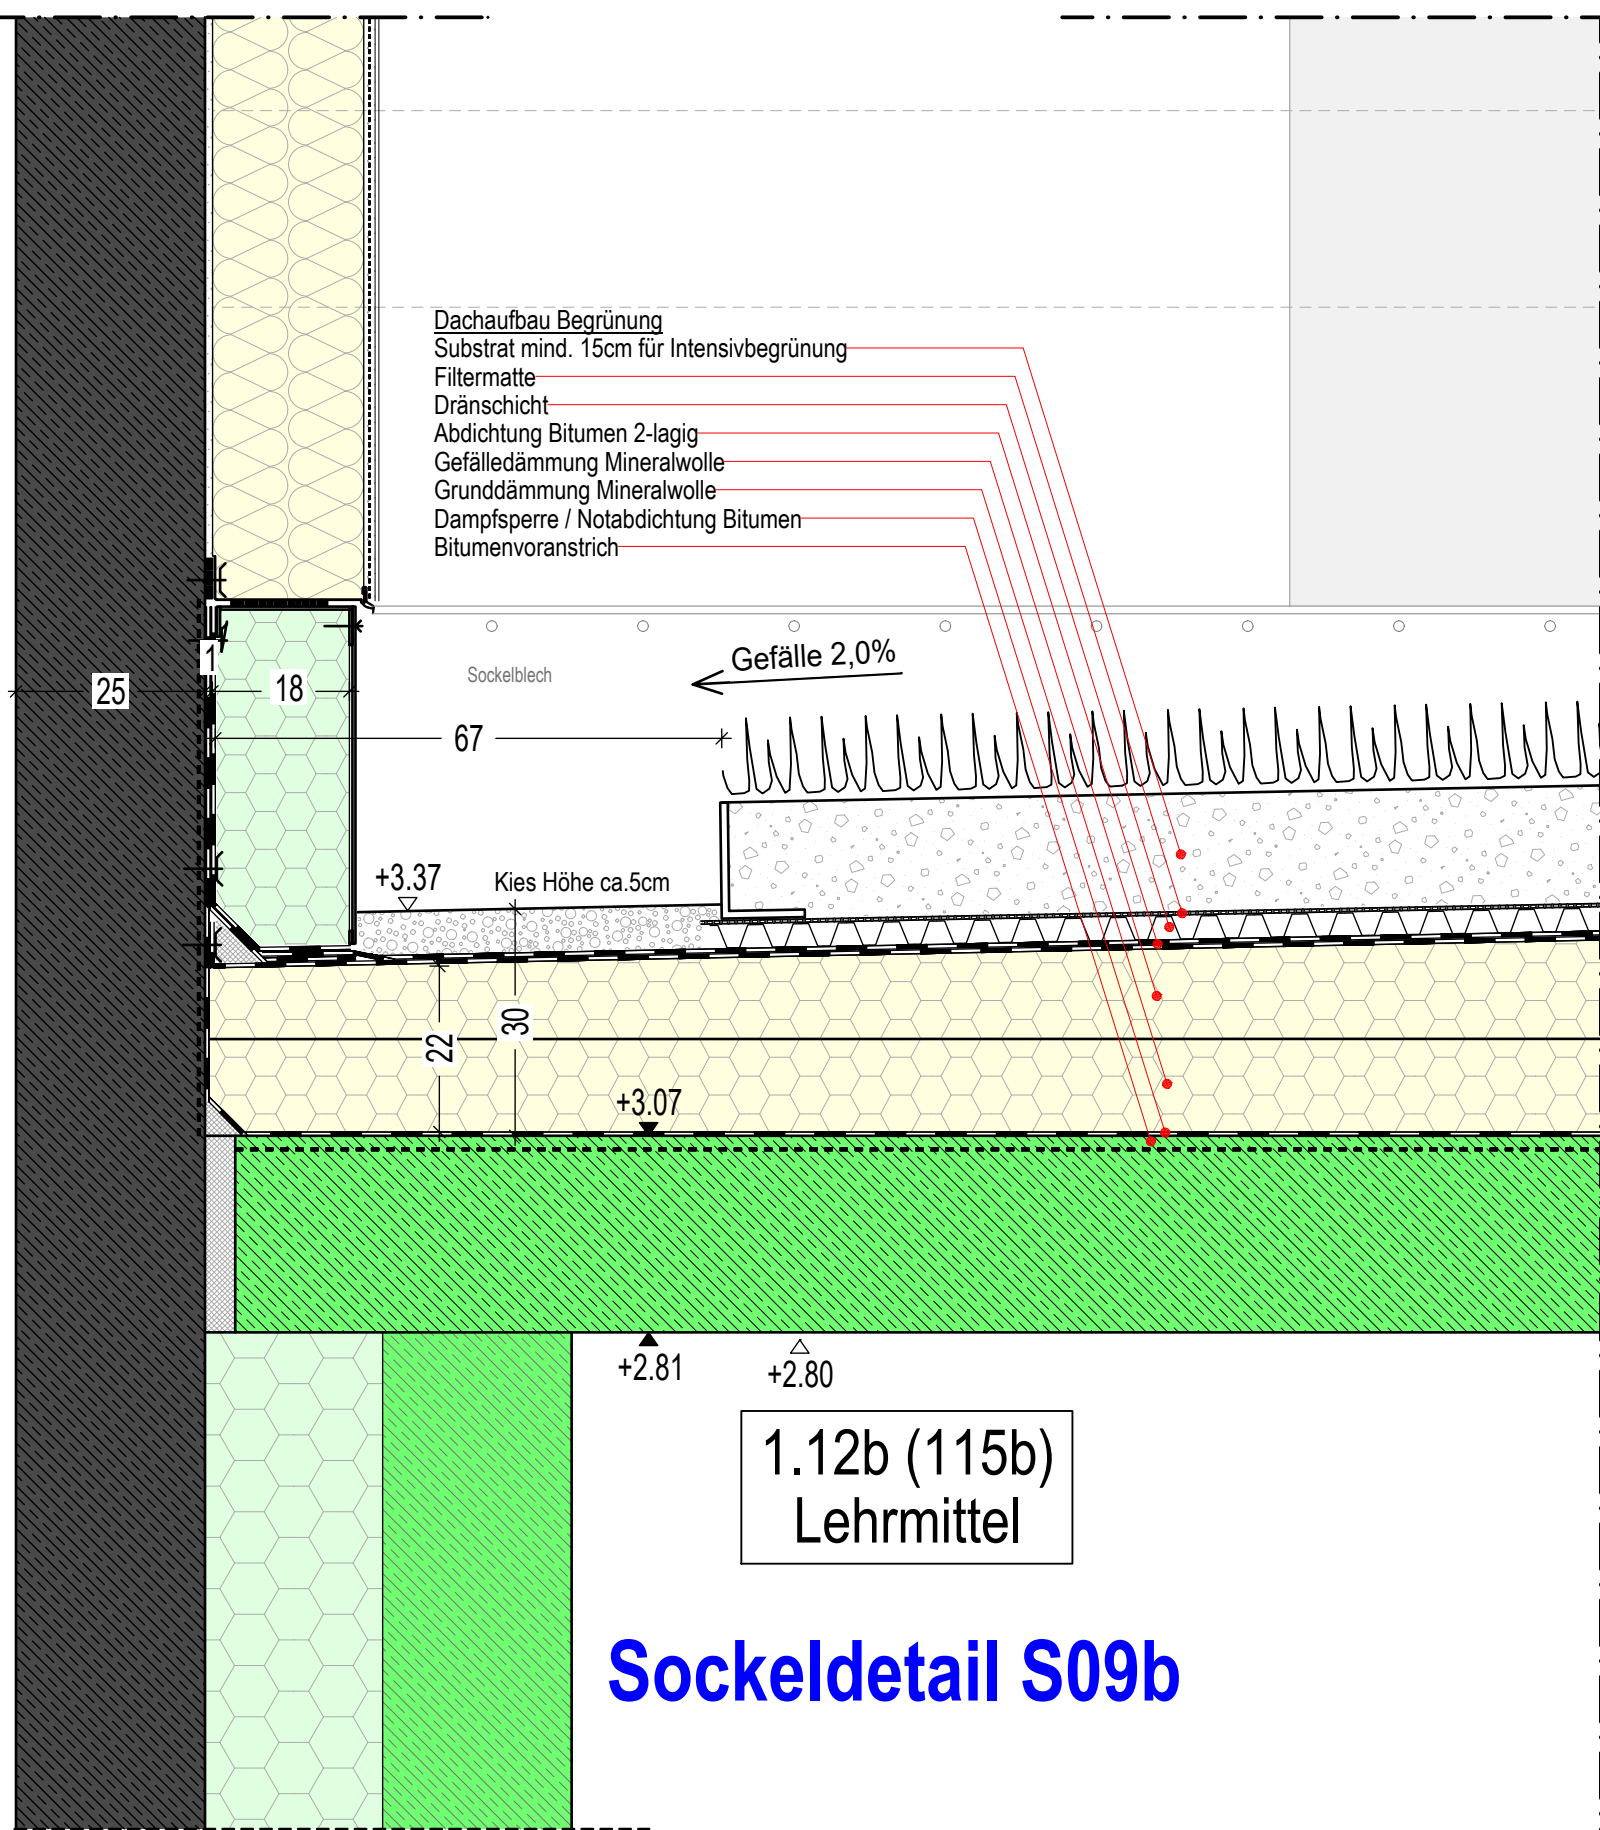 Dachaufbau Begrünung
Substrat mind. 15cm für Intensivbegrünung
Filtermatte
Dränschicht
Abdichtung Bitumen 2-lagig
Gefälledämmung Mineralwolle
Grunddämmung Mineralwolle
Dampfsperre / Notabdichtung Bitumen
Bitumenvoranstrich
Gefälle 2,0%
Sockelblech
1
25
18
67
+3.37
Kies Höhe ca.5cm
22
30
+3.07
+2.81
+2.80
1.12b (115b)
Lehrmittel
Sockeldetail S09b